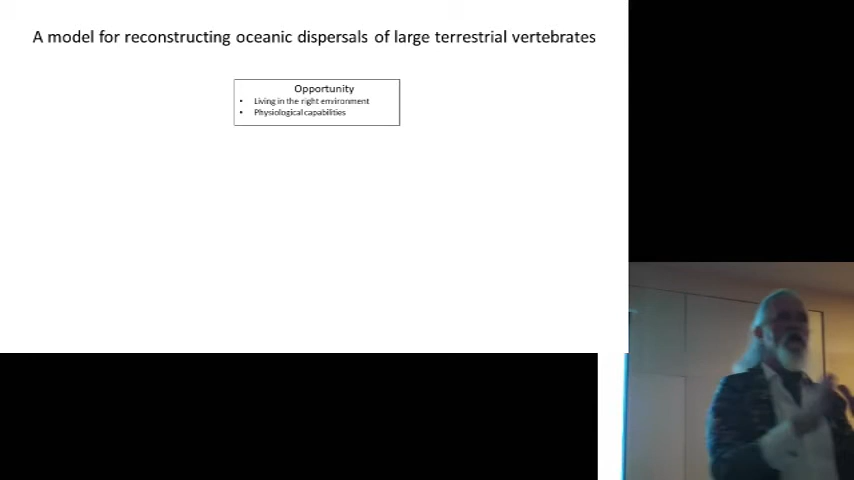 A model for reconstructing oceanic dispersals of large terrestrial vertebrates
Opportunity
• Living in the right environment
• Physiological capabilities